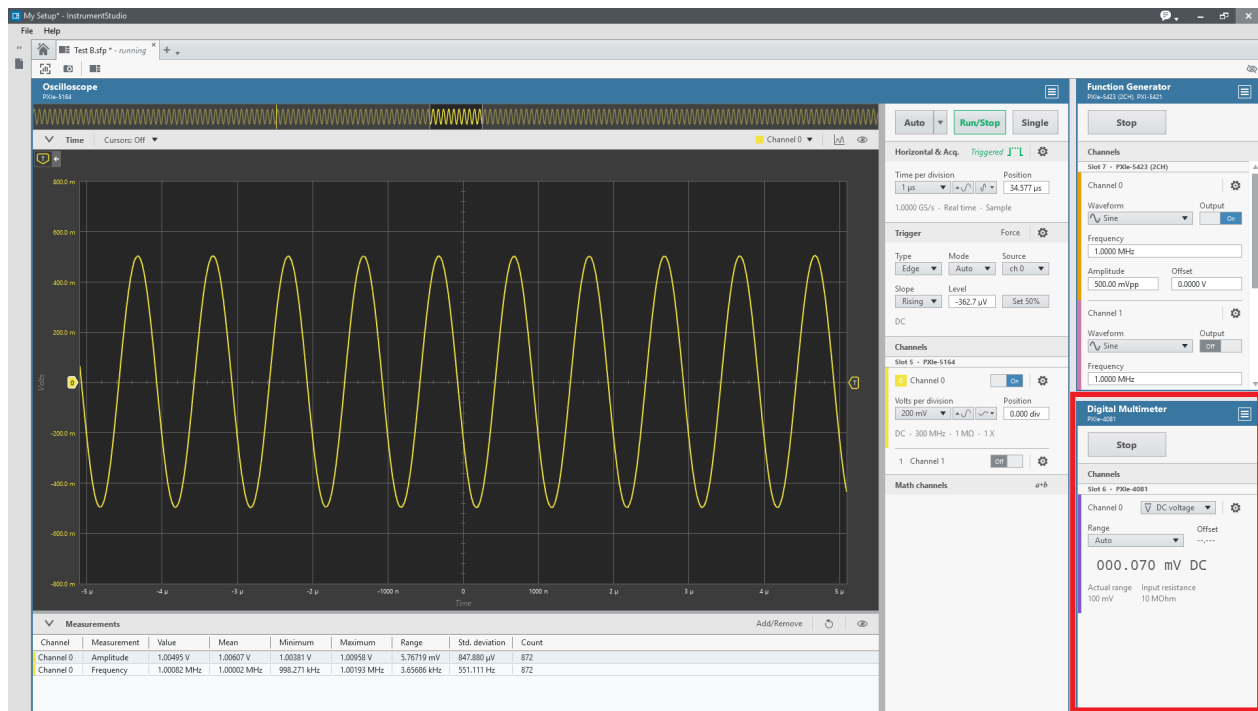 My Setup* - InstrumentStudio
File Help
Test B.sfp * - running
Oscilloscope
PXIe-5164
Time Cursors: Off
Channel 0
T
800.0 m
600.0 m
400.0 m
200.0 m
0
-200.0 m
-400.0 m
-600.0 m
-800.0 m
Volts
T
-5 µ -4 µ -3 µ -2 µ -1000 n 0 1000 n 2 µ 3 µ 4 µ 5 µ
Time
Measurements Add/Remove
Channel Measurement Value Mean Minimum Maximum Range Std. deviation Count
Channel 0 Amplitude 1.00495 V 1.00607 V 1.00381 V 1.00958 V 5.76719 mV 847.880 µV 872
Channel 0 Frequency 1.00082 MHz 1.00002 MHz 998.271 kHz 1.00193 MHz 3.65686 kHz 551.111 Hz 872
Auto Run/Stop Single
Horizontal & Acq. Triggered
Time per division Position
1 µs 34.577 µs
1.0000 GS/s - Real time - Sample
Trigger Force
Type Mode Source
Edge Auto ch 0
Slope Level
Rising -362.7 µV Set 50%
DC
Channels
Slot 5 - PXIe-5164
0 Channel 0 On
Volts per division Position
200 mV 0.000 div
DC - 300 MHz - 1 MΩ - 1 X
1 Channel 1 Off
Math channels a+b
Function Generator
PXIe-5423 (2CH), PXI-5421
Stop
Channels
Slot 7 - PXIe-5423 (2CH)
Channel 0
Waveform Output
Sine On
Frequency
1.0000 MHz
Amplitude Offset
500.00 mVpp 0.0000 V
Channel 1
Waveform Output
Sine Off
Frequency
1.0000 MHz
Digital Multimeter
PXIe-4081
Stop
Channels
Slot 6 - PXIe-4081
Channel 0 DC voltage
Range Offset
Auto --,---
000.070 mV DC
Actual range Input resistance
100 mV 10 MOhm